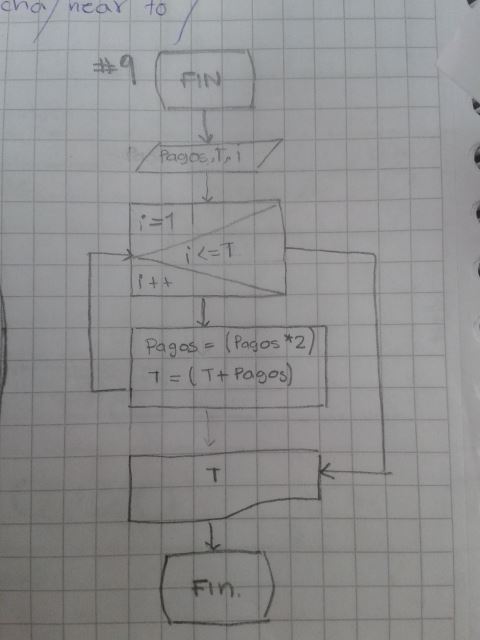 cha/near to /
#9
FIN
Pagos, T, i
i=1
i<=T
i++
Pagos = (Pagos*2)
T = (T+Pagos)
T
Fin.